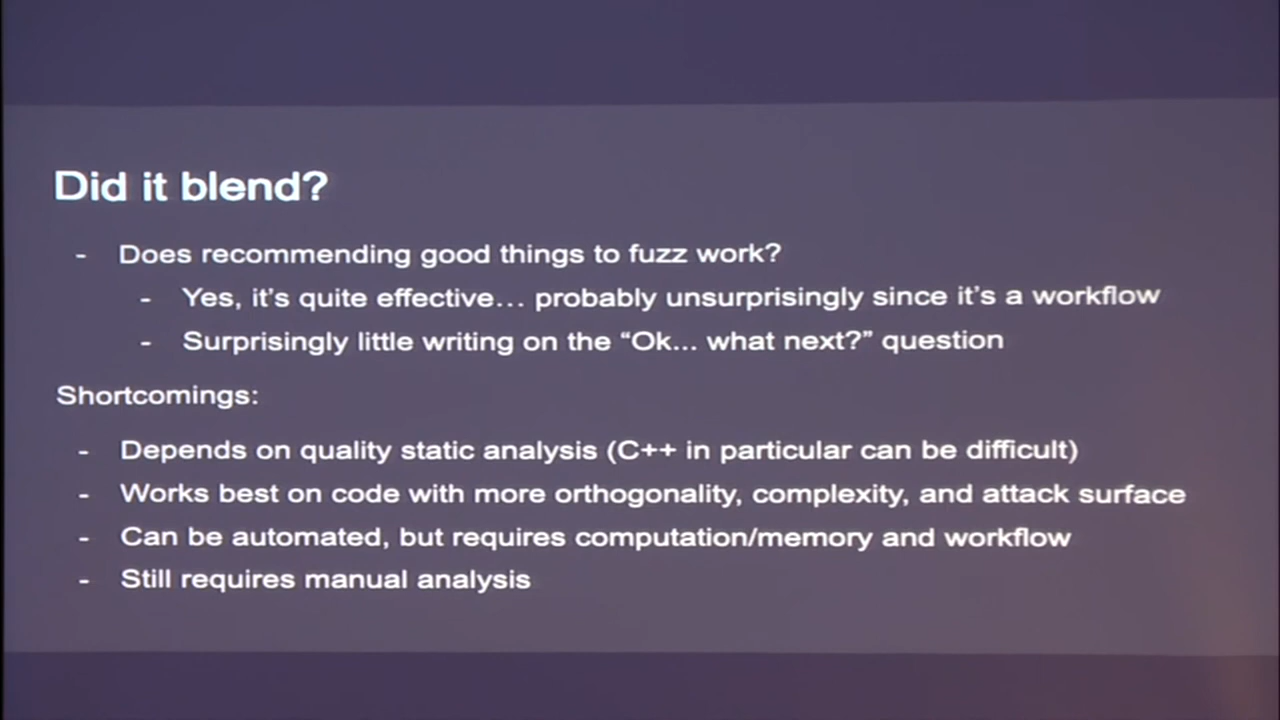 Did it blend?
- Does recommending good things to fuzz work?
- Yes, it's quite effective... probably unsurprisingly since it's a workflow
- Surprisingly little writing on the “Ok... what next?” question
Shortcomings:
- Depends on quality static analysis (C++ in particular can be difficult)
- Works best on code with more orthogonality, complexity, and attack surface
- Can be automated, but requires computation/memory and workflow
- Still requires manual analysis